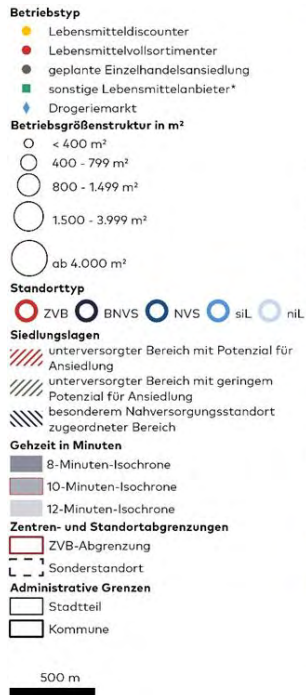 Betriebstyp
Lebensmitteldiscounter
Lebensmittelvollsortimenter
geplante Einzelhandelsansiedlung
sonstige Lebensmittelanbieter*
Drogeriemarkt
Betriebsgrößenstruktur in m²
< 400 m²
400 - 799 m²
800 - 1.499 m²
1.500 - 3.999 m²
ab 4.000 m²
Standorttyp
ZVB BNVS NVS siL niL
Siedlungslagen
unterversorgter Bereich mit Potenzial für
Ansiedlung
unterversorgter Bereich mit geringem
Potenzial für Ansiedlung
besonderem Nahversorgungsstandort
zugeordneter Bereich
Gehzeit in Minuten
8-Minuten-Isochrone
10-Minuten-Isochrone
12-Minuten-Isochrone
Zentren- und Standortabgrenzungen
ZVB-Abgrenzung
Sonderstandort
Administrative Grenzen
Stadtteil
Kommune
500 m